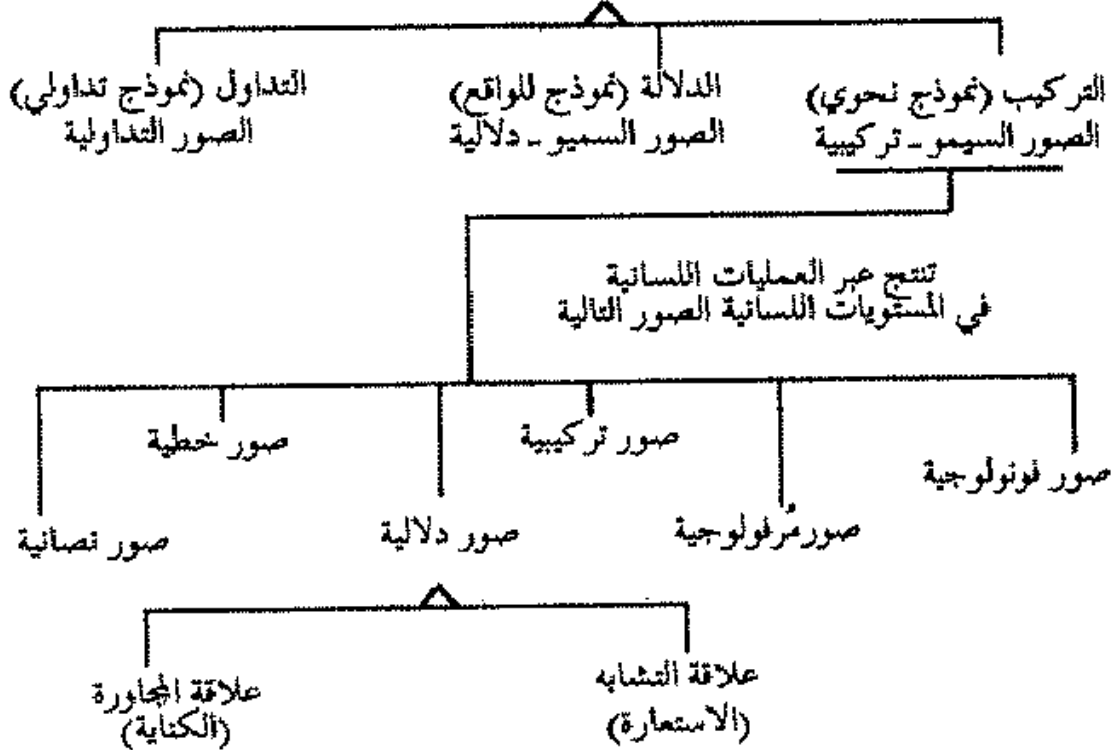 التركيب (نموذج نحوي)
الصور السيمو - تركيبية
الدلالة (نموذج للواقع)
الصور السميو - دلالية
التداول (نموذج تداولي)
الصور التداولية
تنتج عبر العمليات اللسانية
في المستويات اللسانية الصور التالية
صور فونولوجية
صور مُرفولوجية
صور تركيبية
صور دلالية
صور خطية
صور نصانية
علاقة التشابه
(الاستعارة)
علاقة المجاورة
(الكناية)